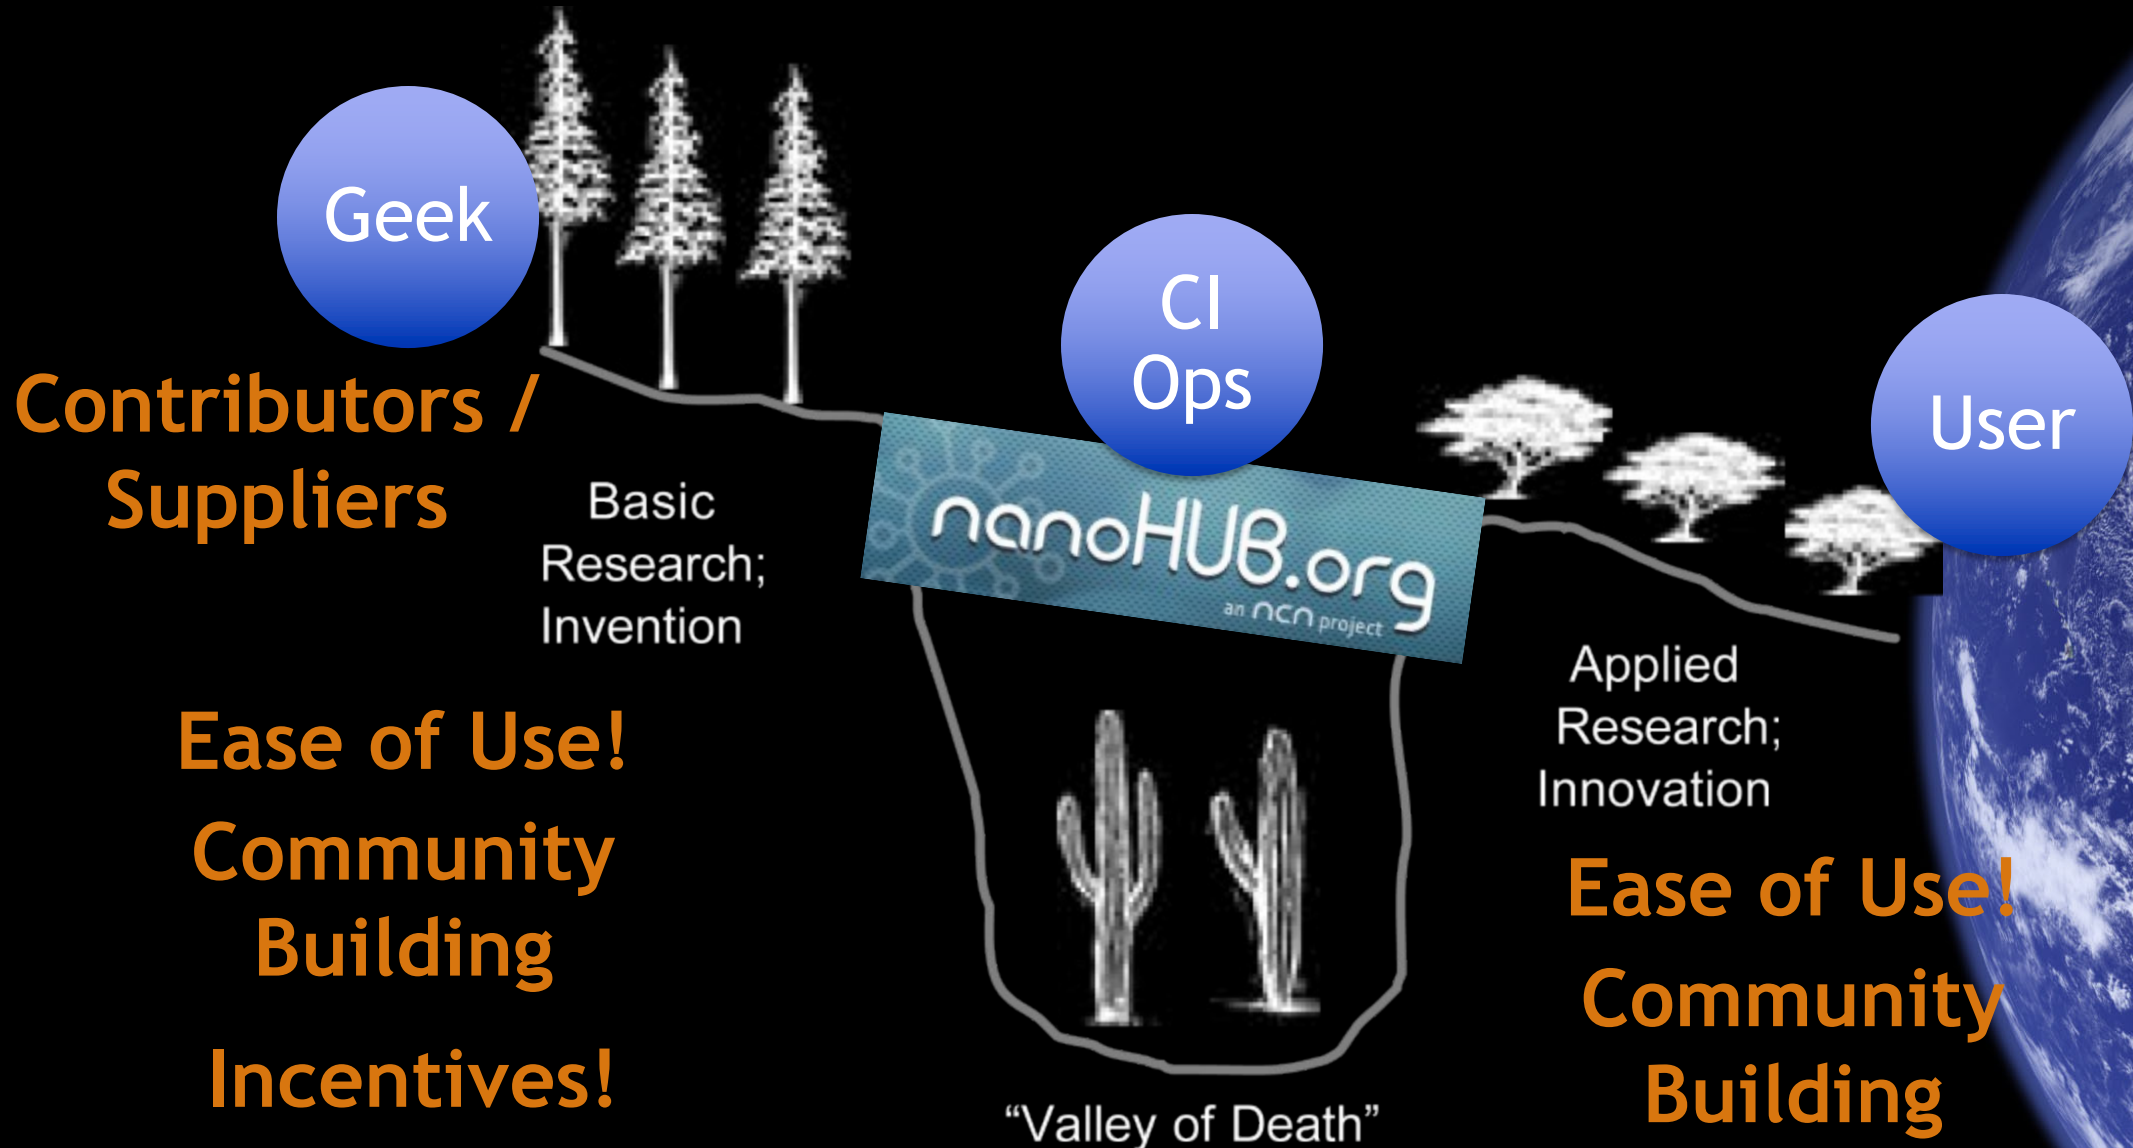 Geek
Contributors /
Suppliers
Basic
Research;
Invention
Ease of Use!
Community
Building
Incentives!
CI
Ops
nanoHUB.org
an ncn project
"Valley of Death"
User
Applied
Research;
Innovation
Ease of Use!
Community
Building